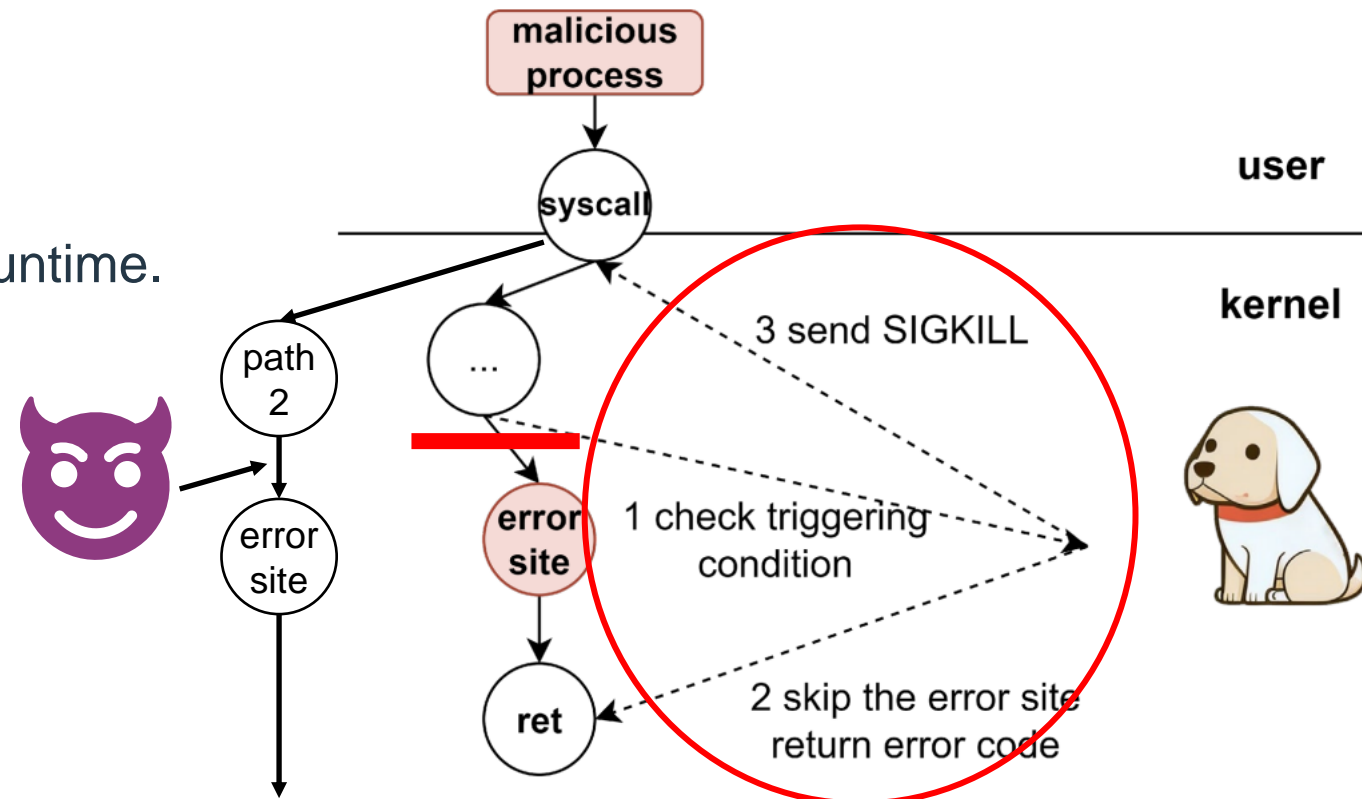 malicious
process
syscall
user
untime.
kernel
3 send SIGKILL
path
2
...
error
site
1 check triggering
condition
error
site
2 skip the error site
return error code
ret